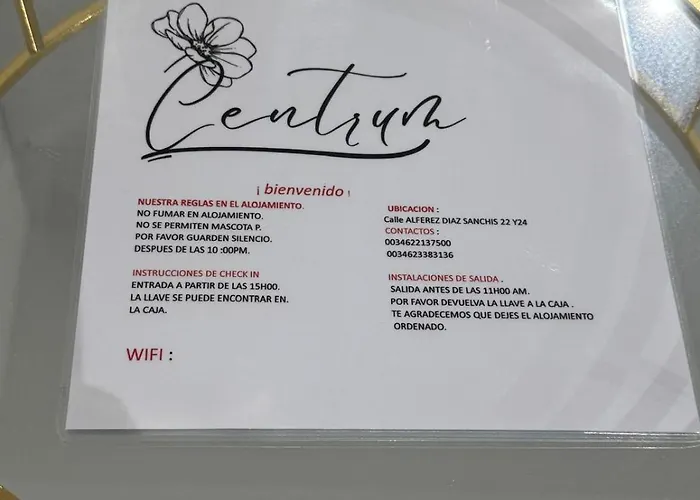 Centrum
¡ bienvenido !
NUESTRA REGLAS EN EL ALOJAMIENTO.
NO FUMAR EN ALOJAMIENTO.
NO SE PERMITEN MASCOTA P.
POR FAVOR GUARDEN SILENCIO.
DESPUES DE LAS 10 :00PM.
INSTRUCCIONES DE CHECK IN
ENTRADA A PARTIR DE LAS 15H00.
LA LLAVE SE PUEDE ENCONTRAR EN.
LA CAJA.
WIFI :
UBICACION :
Calle ALFEREZ DIAZ SANCHIS 22 Y24
CONTACTOS :
0034622137500
0034623383136
INSTALACIONES DE SALIDA .
SALIDA ANTES DE LAS 11H00 AM.
POR FAVOR DEVUELVA LA LLAVE A LA CAJA .
TE AGRADECEMOS QUE DEJES EL ALOJAMIENTO
ORDENADO.